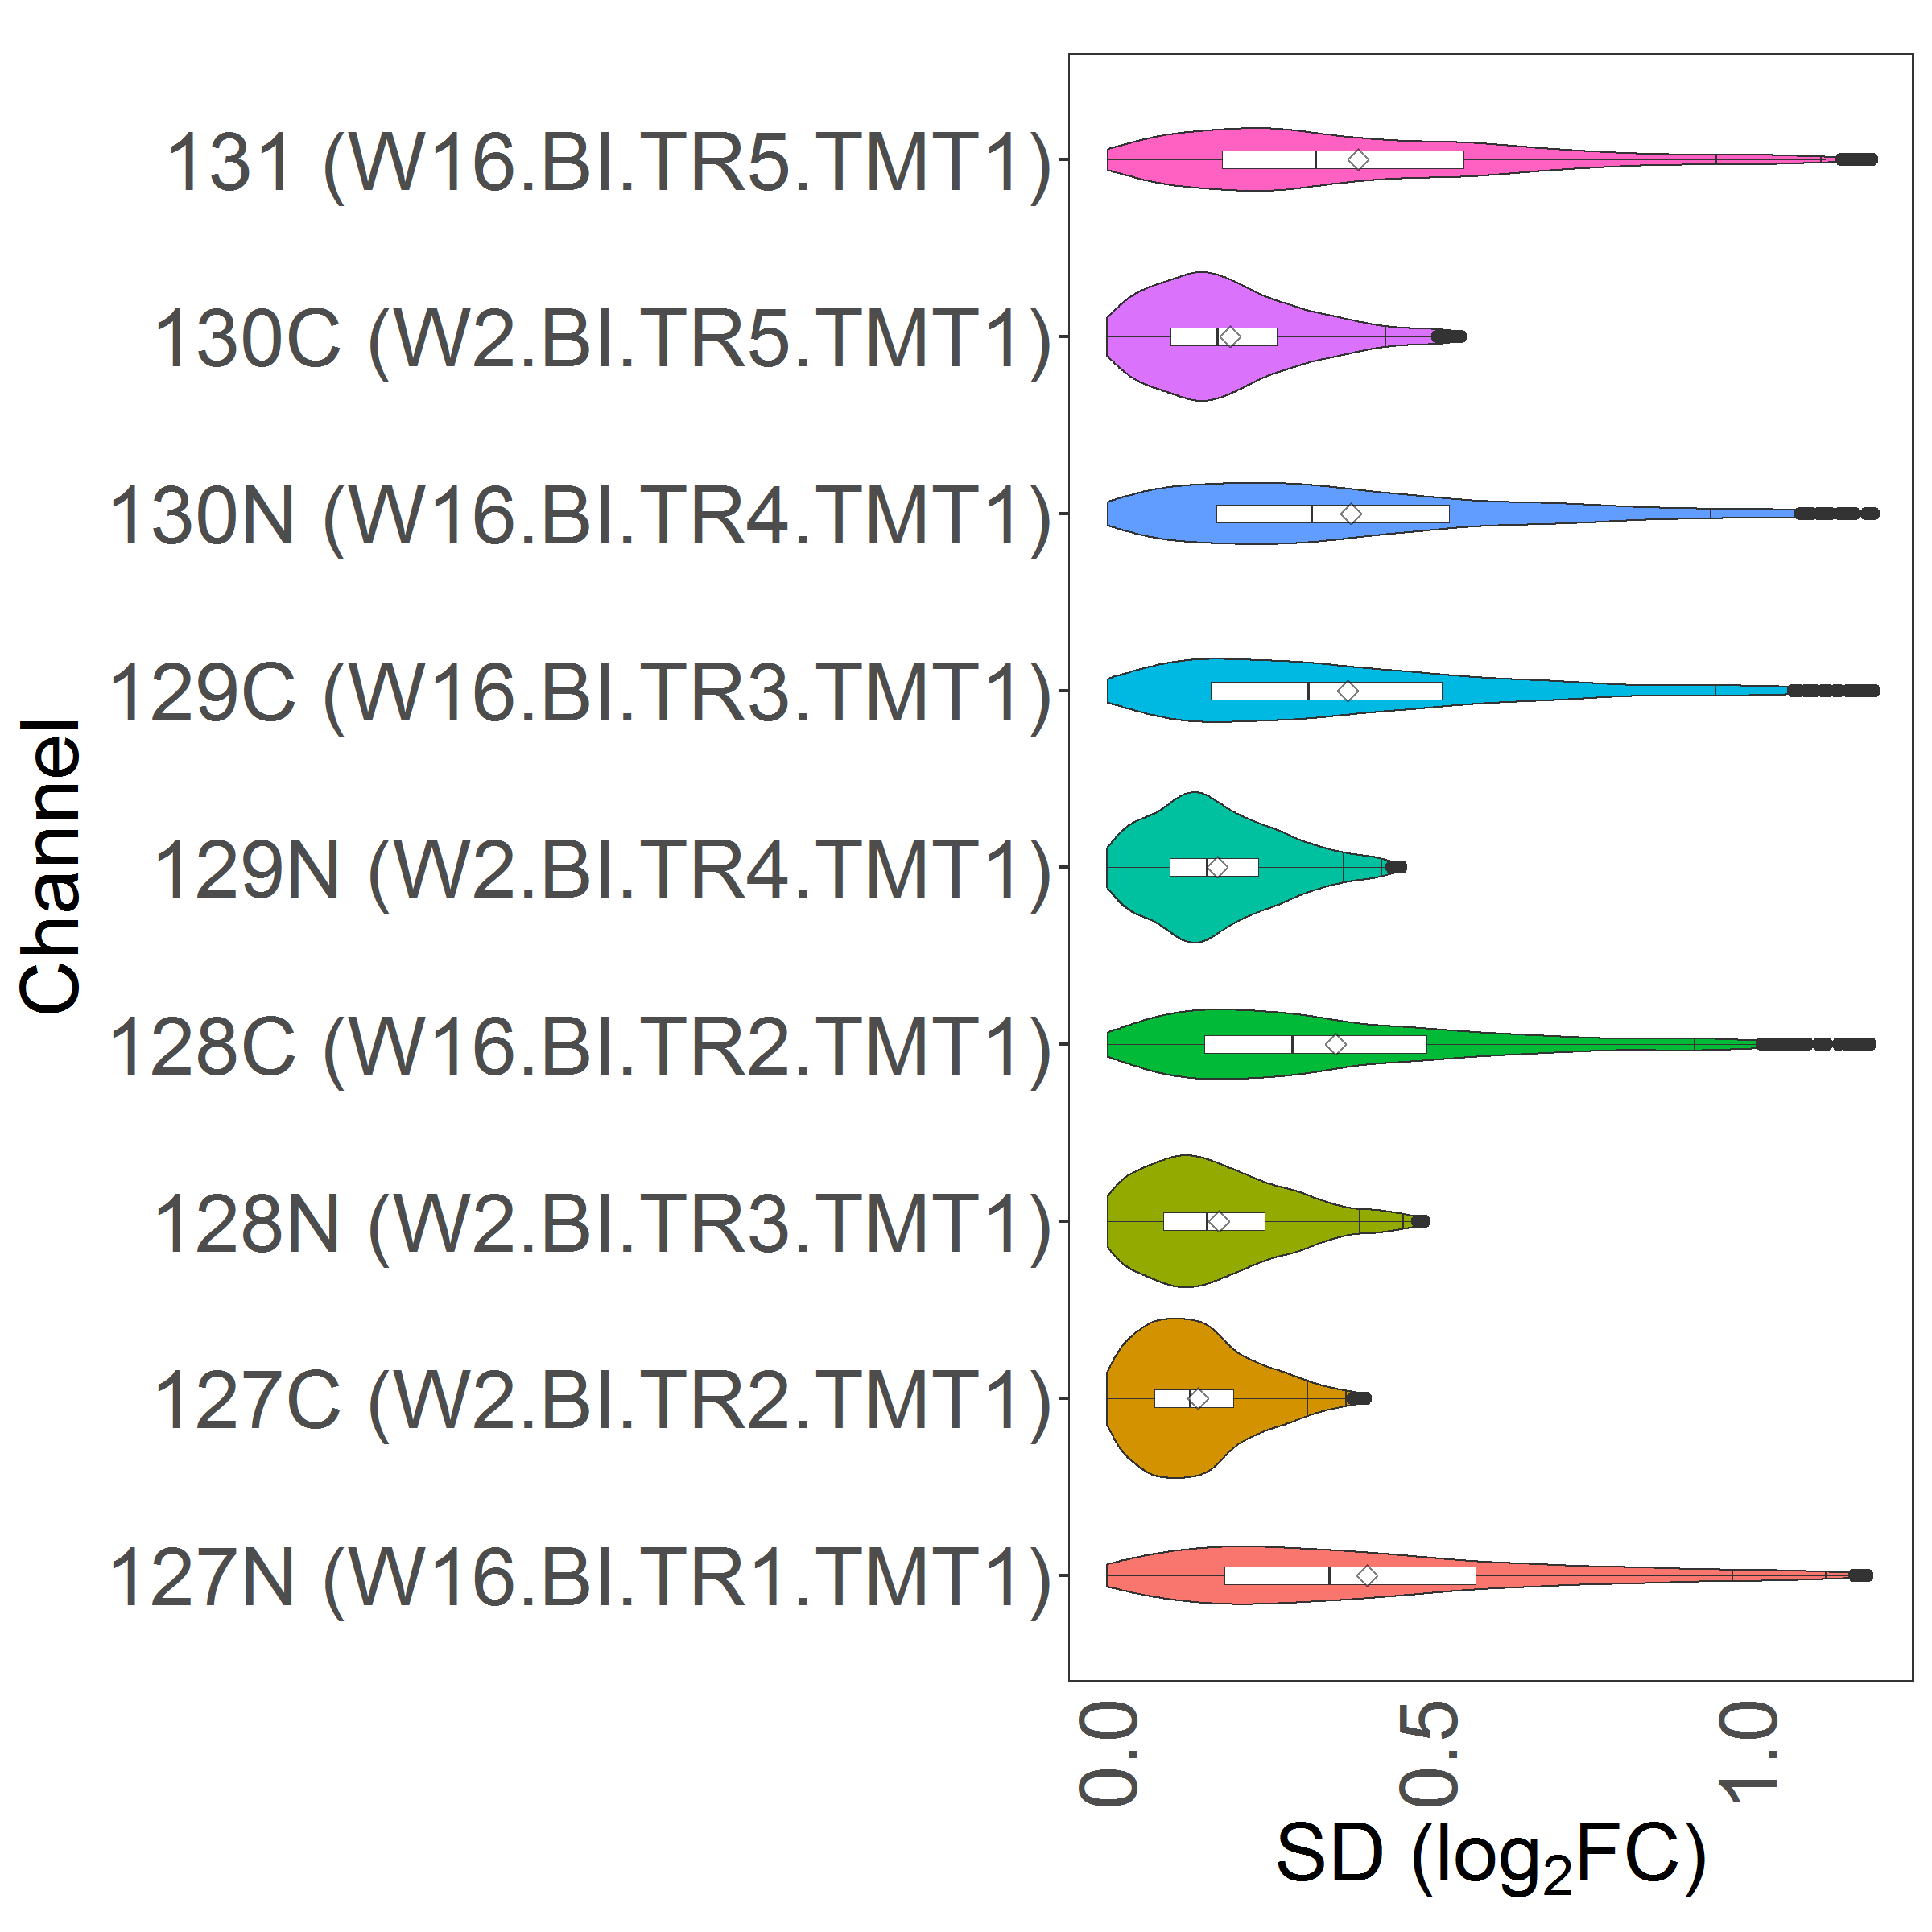 131 (W16.BI.TR5.TMT1)
130C (W2.BI.TR5.TMT1)
130N (W16.BI.TR4.TMT1)
129C (W16.BI.TR3.TMT1)
129N (W2.BI.TR4.TMT1)
128C (W16.BI.TR2.TMT1)
128N (W2.BI.TR3.TMT1)
127C (W2.BI.TR2.TMT1)
127N (W16.BI.TR1.TMT1)
Channel
0.0
0.5
1.0
SD (log₂FC)